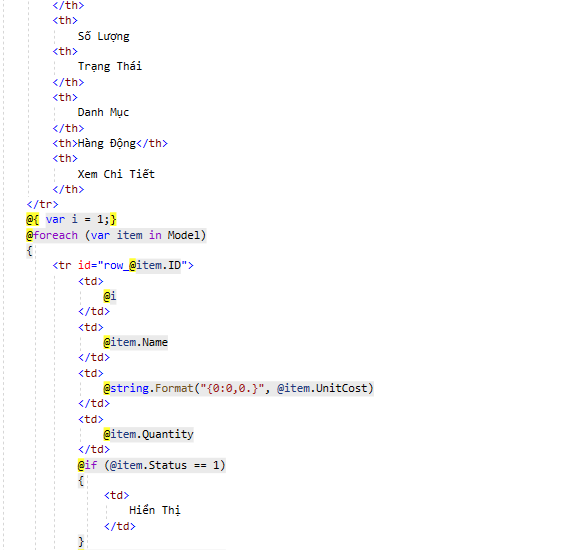 </th>
<th>
Số Lượng
<th>
Trạng Thái
</th>
<th>
Danh Mục
</th>
<th>Hàng Động</th>
<th>
Xem Chi Tiết
</th>
</tr>
@{ var i = 1;}
@foreach (var item in Model)
{
<tr id="row_@item.ID">
<td>
@i
</td>
<td>
@item.Name
</td>
<td>
@string.Format("{0:0,0.}", @item.UnitCost)
</td>
<td>
@item.Quantity
</td>
@if (@item.Status == 1)
{
<td>
Hiển Thị
</td>
}